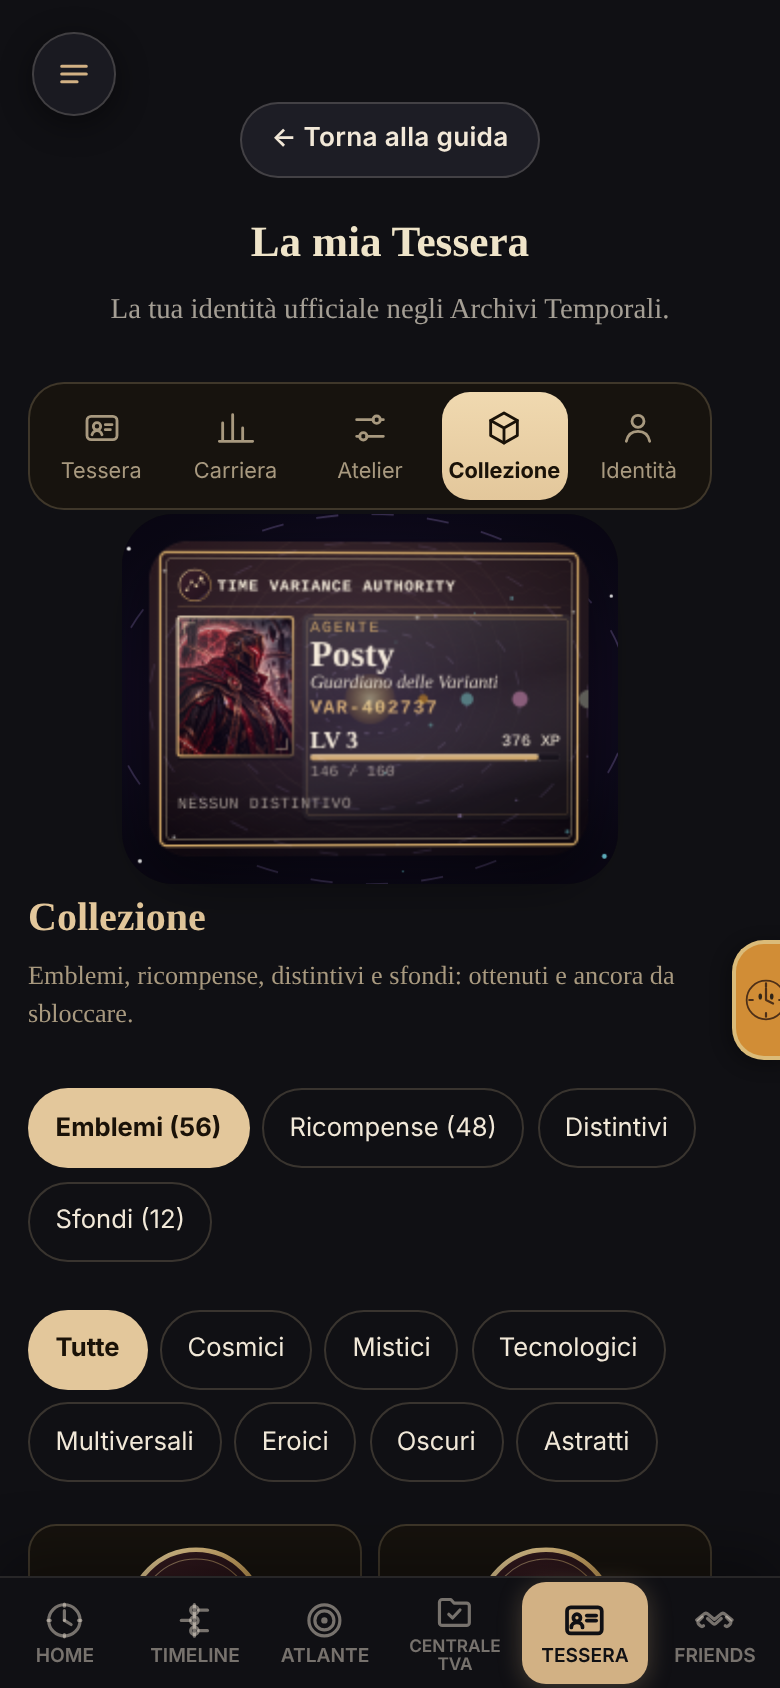 ← Torna alla guida
La mia Tessera
La tua identità ufficiale negli Archivi Temporali.
Tessera
Carriera
Atelier
Collezione
Identità
TIME VARIANCE AUTHORITY
AGENTE
Posty
Guardiano delle Varianti
VAR-402737
LV 3
376 XP
146 / 160
NESSUN DISTINTIVO
Collezione
Emblemi, ricompense, distintivi e sfondi: ottenuti e ancora da
sbloccare.
Emblemi (56)
Ricompense (48)
Distintivi
Sfondi (12)
Tutte
Cosmici
Mistici
Tecnologici
Multiversali
Eroici
Oscuri
Astratti
HOME
TIMELINE
ATLANTE
CENTRALE
TVA
TESSERA
FRIENDS